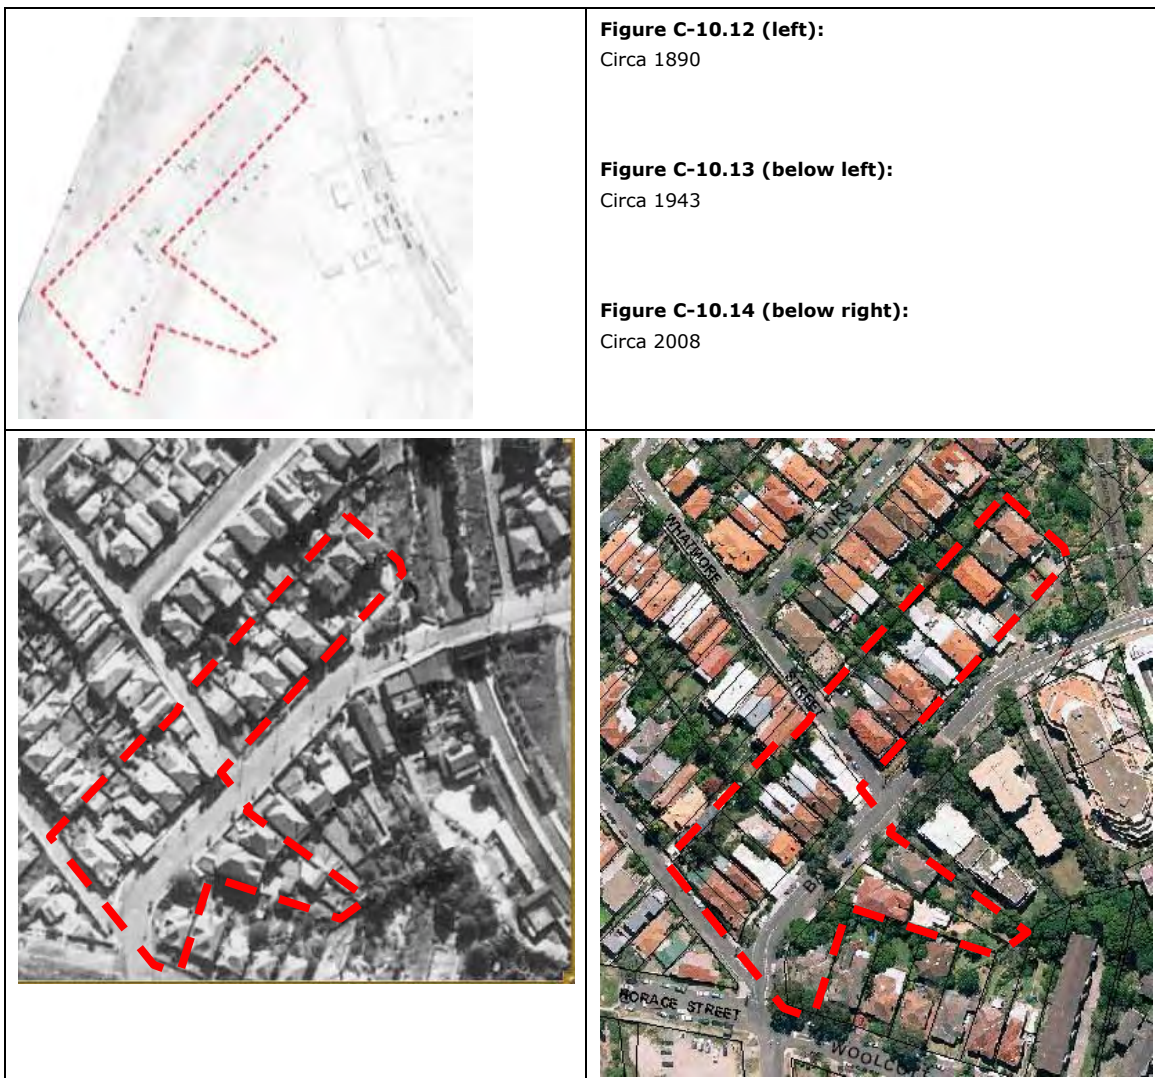 Figure C-10.12 (left):
Circa 1890
Figure C-10.13 (below left):
Circa 1943
Figure C-10.14 (below right):
Circa 2008
WHATMORE
STREET
TUNKS
B
HORACE STREET
WOOLCOTT